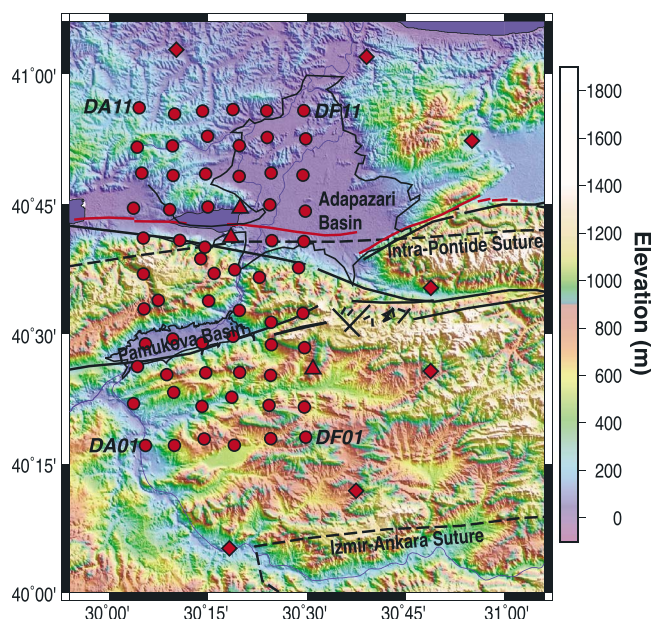 41°00'
40°45'
40°30'
40°15'
40°00'
30°00'
30°15'
30°30'
30°45'
31°00'
DA11
DF11
Adapazari
Basin
Intra-Pontide Suture
Pamukova Basin
DA01
DF01
Izmir-Ankara Suture
1800
1600
1400
1200
1000
800
600
400
200
0
Elevation (m)